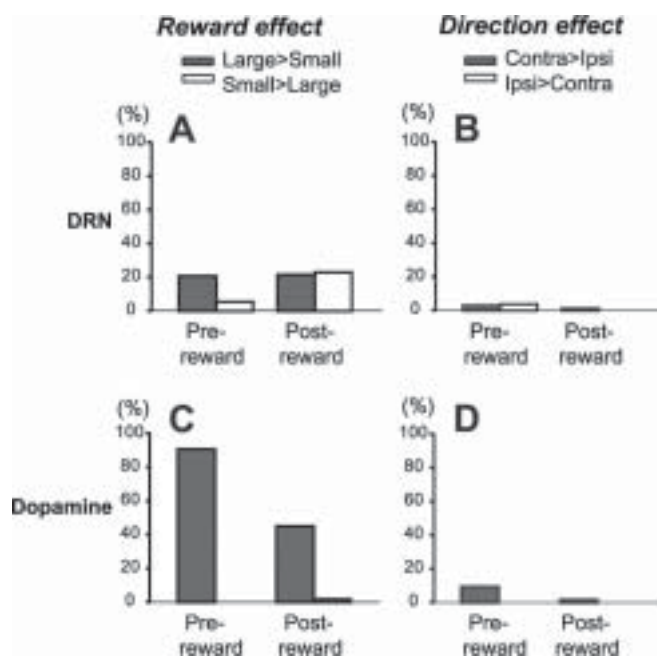 Reward effect
Large>Small
Small>Large
Direction effect
Contra>Ipsi
Ipsi>Contra
DRN
(%)
A
100
80
60
40
20
0
Pre-
reward
Post-
reward
(%)
B
100
80
60
40
20
0
Pre-
reward
Post-
reward
Dopamine
(%)
C
100
80
60
40
20
0
Pre-
reward
Post-
reward
(%)
D
100
80
60
40
20
0
Pre-
reward
Post-
reward